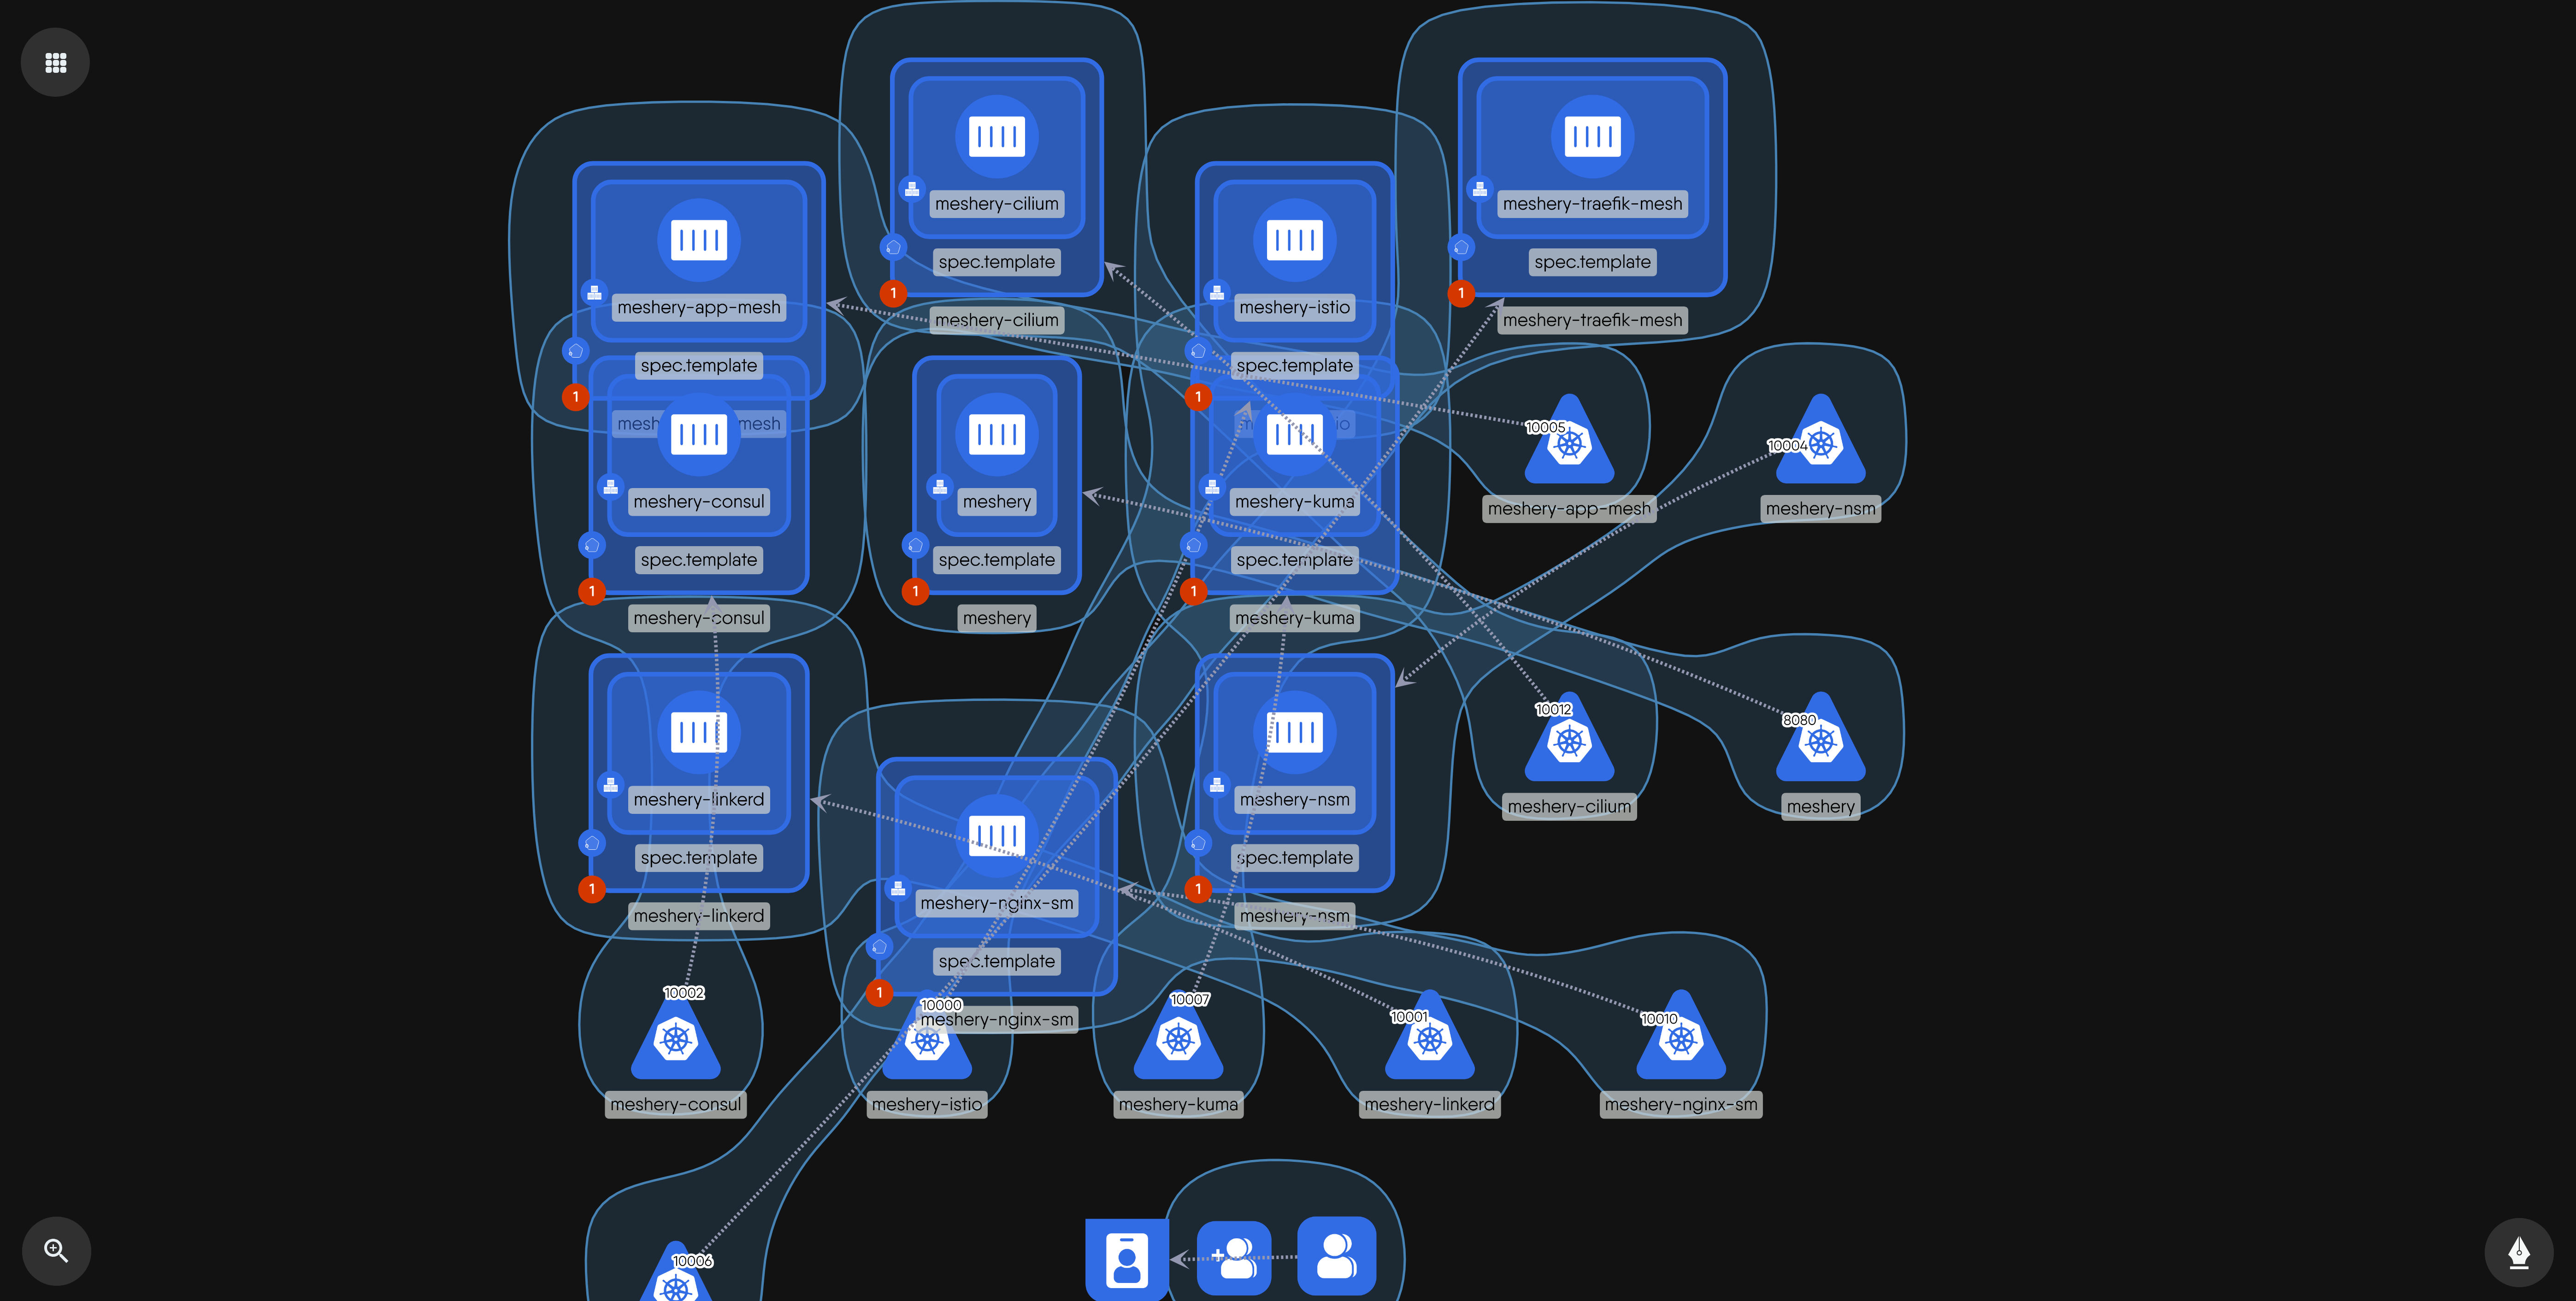 meshery-cilium
spec.template
1
meshery-cilium
meshery-traefik-mesh
spec.template
1
meshery-traefik-mesh
meshery-app-mesh
spec.template
1
mesh mesh
meshery-istio
spec.template
1
io
meshery-consul
spec.template
1
meshery-consul
meshery
spec.template
1
meshery
meshery-kuma
spec.template
1
meshery-kuma
10005
meshery-app-mesh
10004
meshery-nsm
meshery-linkerd
spec.template
1
meshery-linkerd
meshery-nginx-sm
spec.template
1
meshery-nginx-sm
meshery-nsm
spec.template
1
meshery-nsm
10012
meshery-cilium
8080
meshery
10002
meshery-consul
10000
meshery-istio
10007
meshery-kuma
10001
meshery-linkerd
10010
meshery-nginx-sm
10006